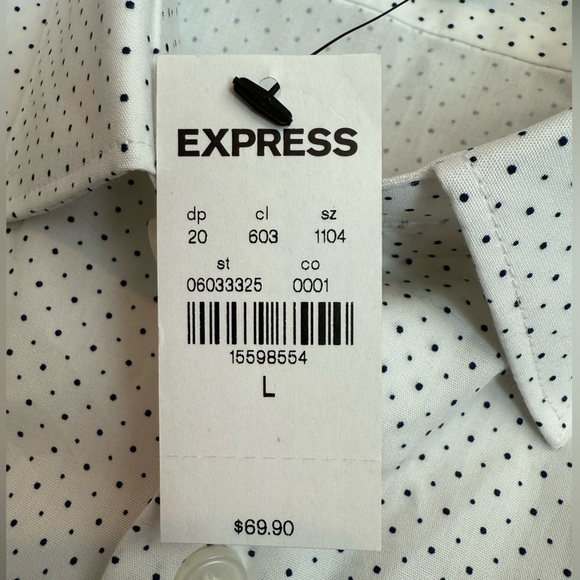 EXPRESS
dp cl sz
20 603 1104
st co
06033325 0001
15598554
L
$69.90